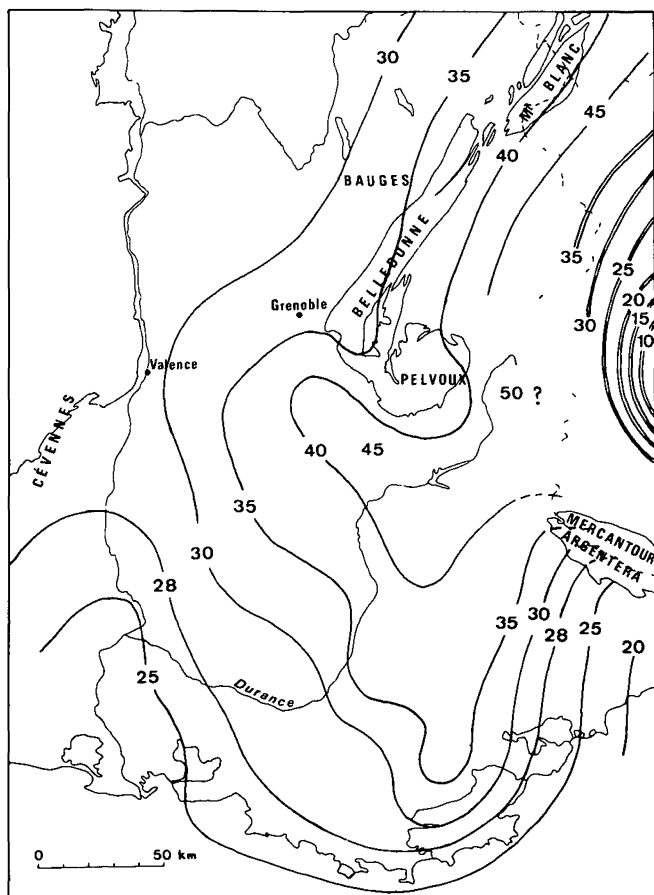 30
35
Mᵗ BLANC
45
40
BAUGES
BELLEDONNE
35
25
20
15
10
30
Grenoble
Valence
PELVOUX
50 ?
CÉVENNES
40
45
35
30
28
25
MERCANTOUR
ARGENTERA
35
30
28
25
20
Durance
0 50 km